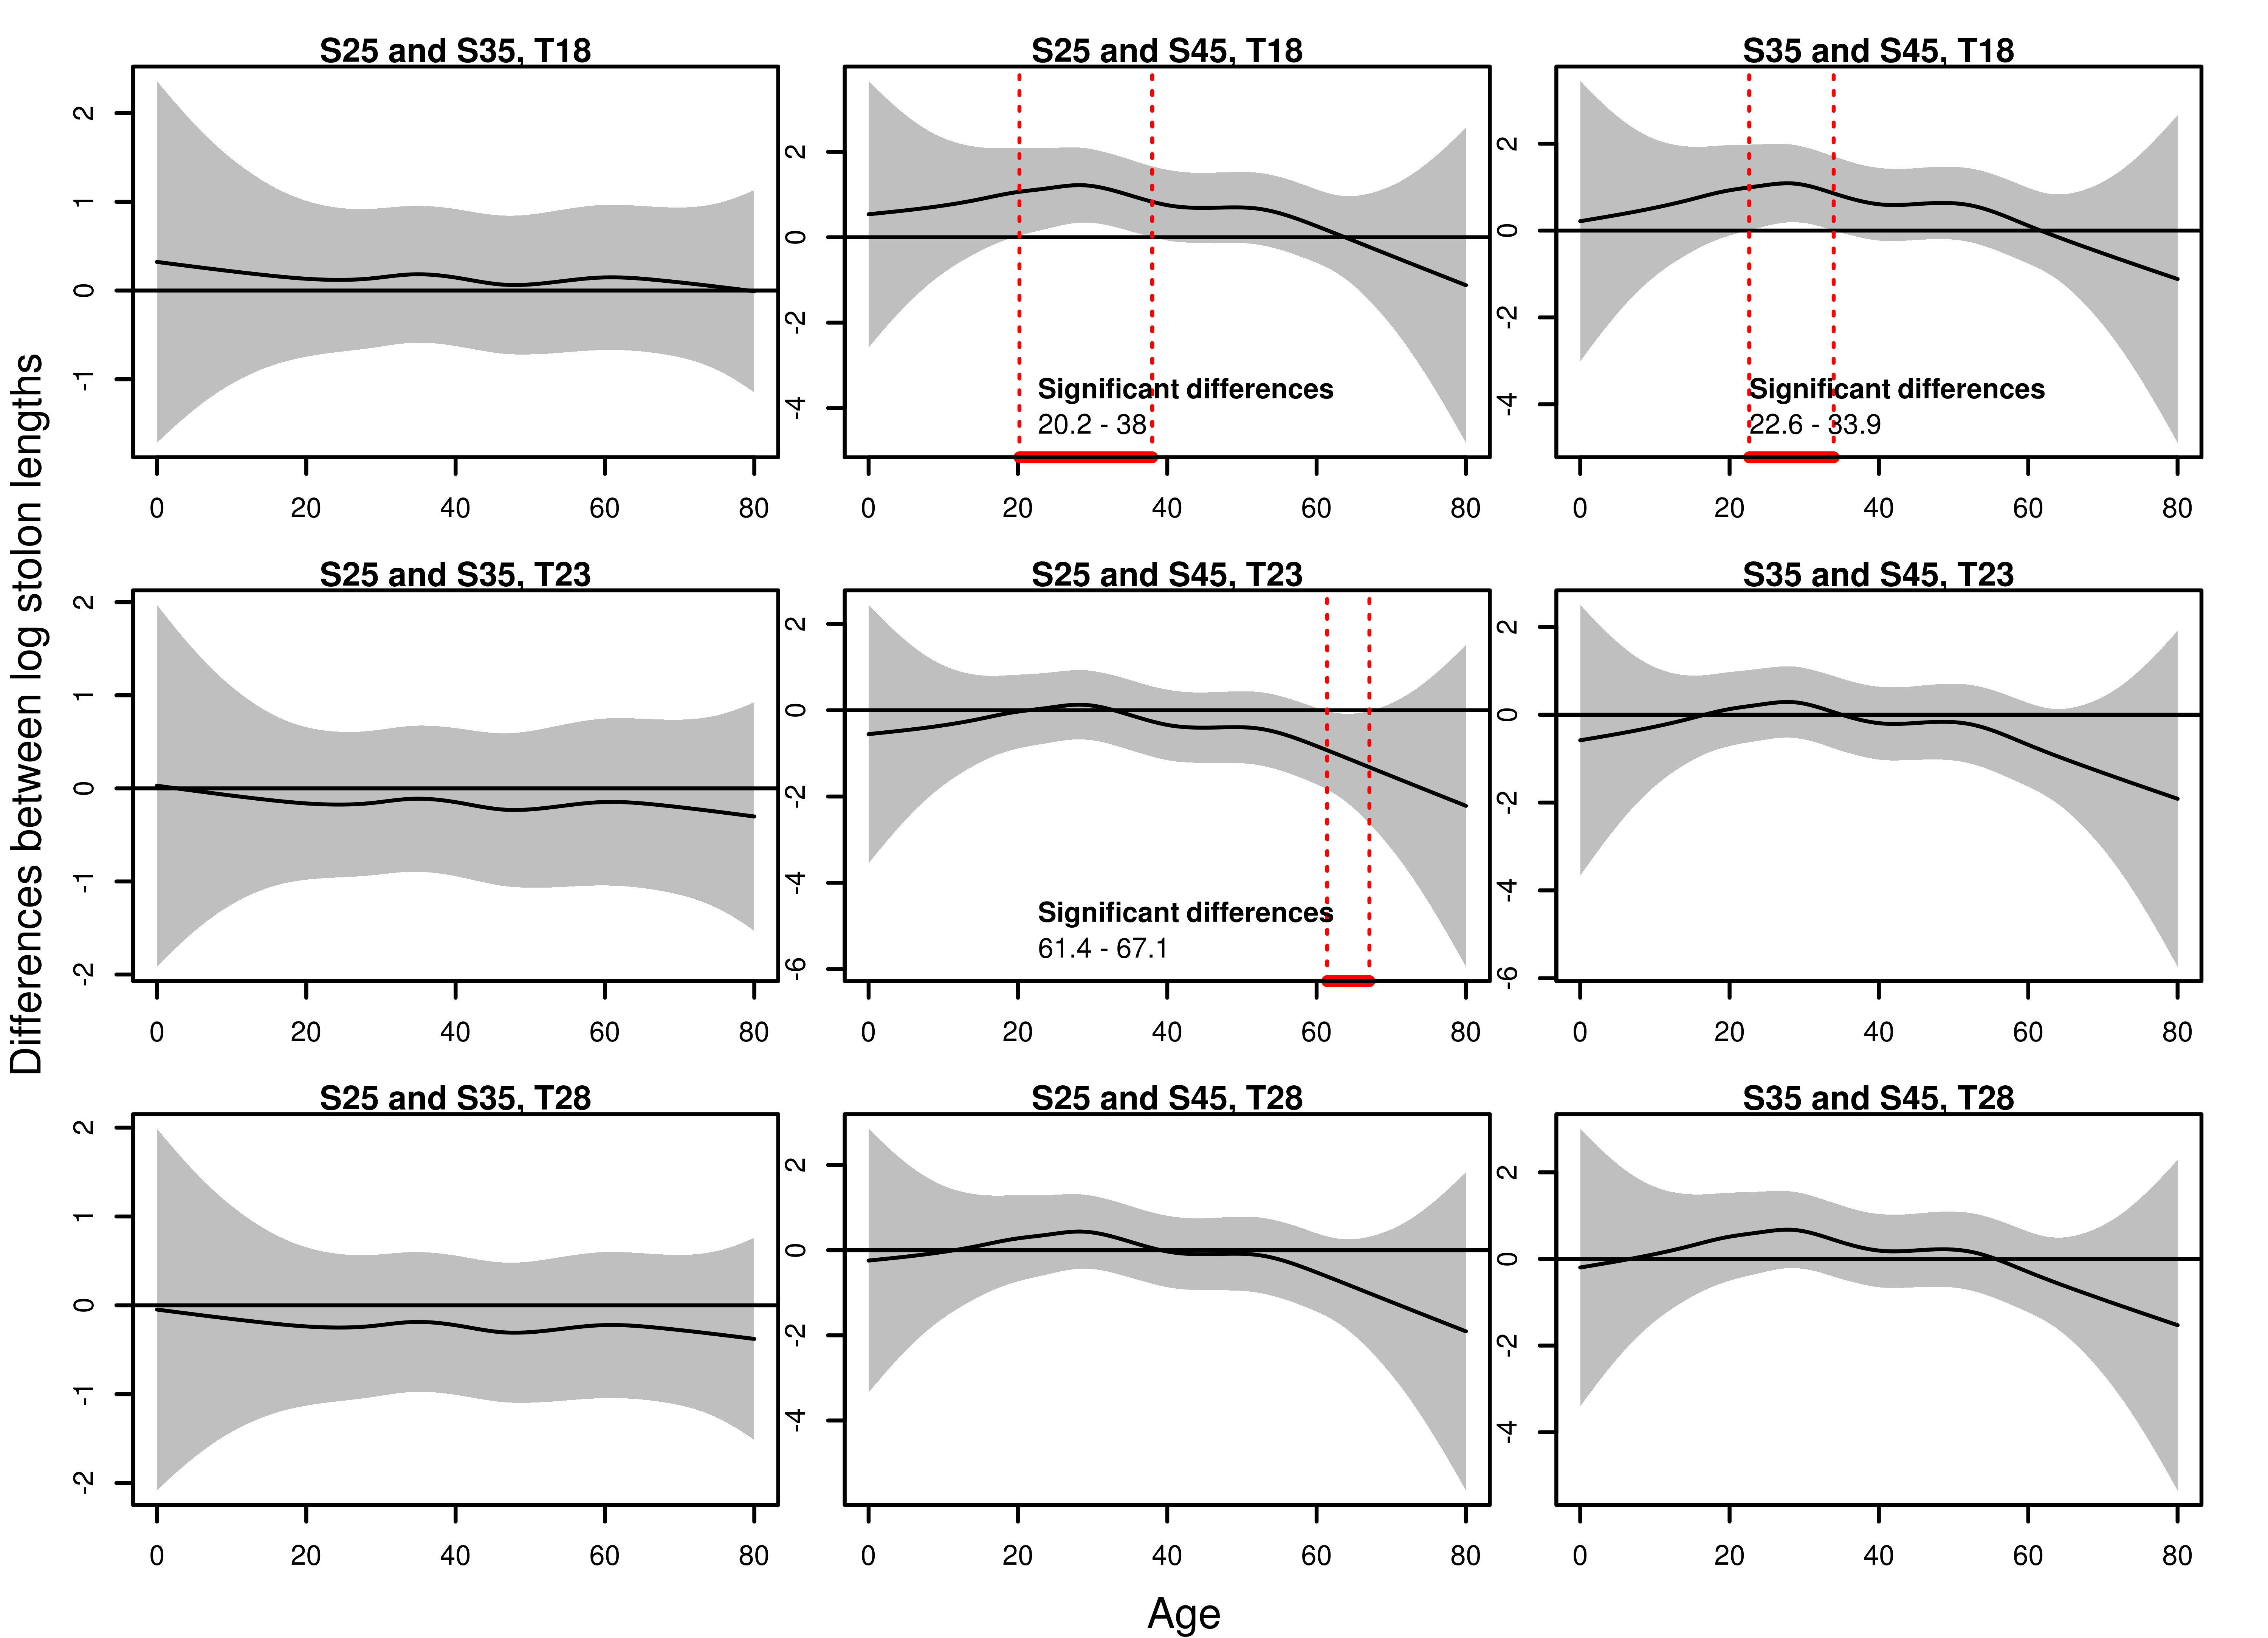 Differences between log stolon lengths
S25 and S35, T18
2
1
0
-1
0 20 40 60 80
S25 and S45, T18
2
0
-2
-4
Significant differences
20.2 - 38
0 20 40 60 80
S35 and S45, T18
2
0
-2
-4
Significant differences
22.6 - 33.9
0 20 40 60 80
S25 and S35, T23
2
1
0
-1
-2
0 20 40 60 80
S25 and S45, T23
2
0
-2
-4
-6
Significant differences
61.4 - 67.1
0 20 40 60 80
S35 and S45, T23
2
0
-2
-4
-6
0 20 40 60 80
S25 and S35, T28
2
1
0
-1
-2
0 20 40 60 80
S25 and S45, T28
2
0
-2
-4
0 20 40 60 80
S35 and S45, T28
2
0
-2
-4
0 20 40 60 80
Age